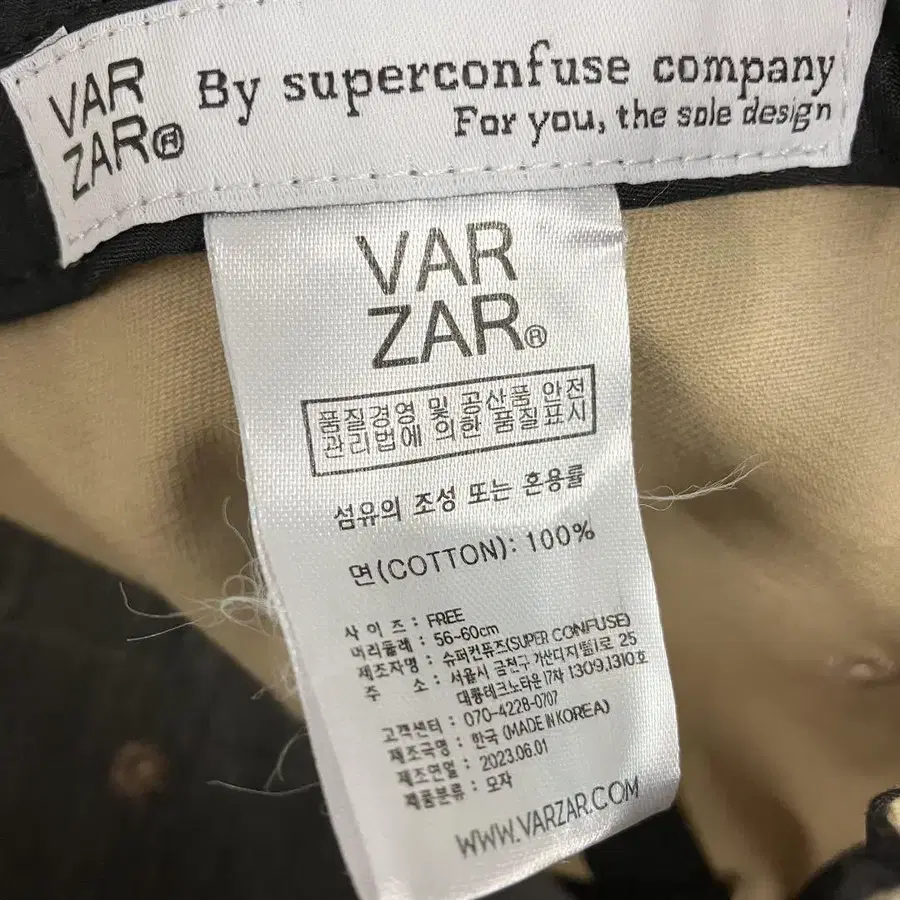 VAR
ZAR®
By superconfuse company
For you, the sole design
VAR
ZAR®
품질경영 및 공산품 안전
관리법에 의한 품질표시
섬유의 조성 또는 혼용률
면(COTTON): 100%
사이즈 : FREE
머리둘레 : 56-60cm
제조자명 : 슈퍼컨퓨즈(SUPER CONFUSE)
주 소 : 서울시 금천구 가산디지털1로 25
대륭테크노타운 17차 1309,1310호
고객센터 : 070-4228-0707
제조국명 : 한국 (MADE IN KOREA)
제조연월 : 2023.06.01
제품분류 : 모자
WWW.VARZAR.COM